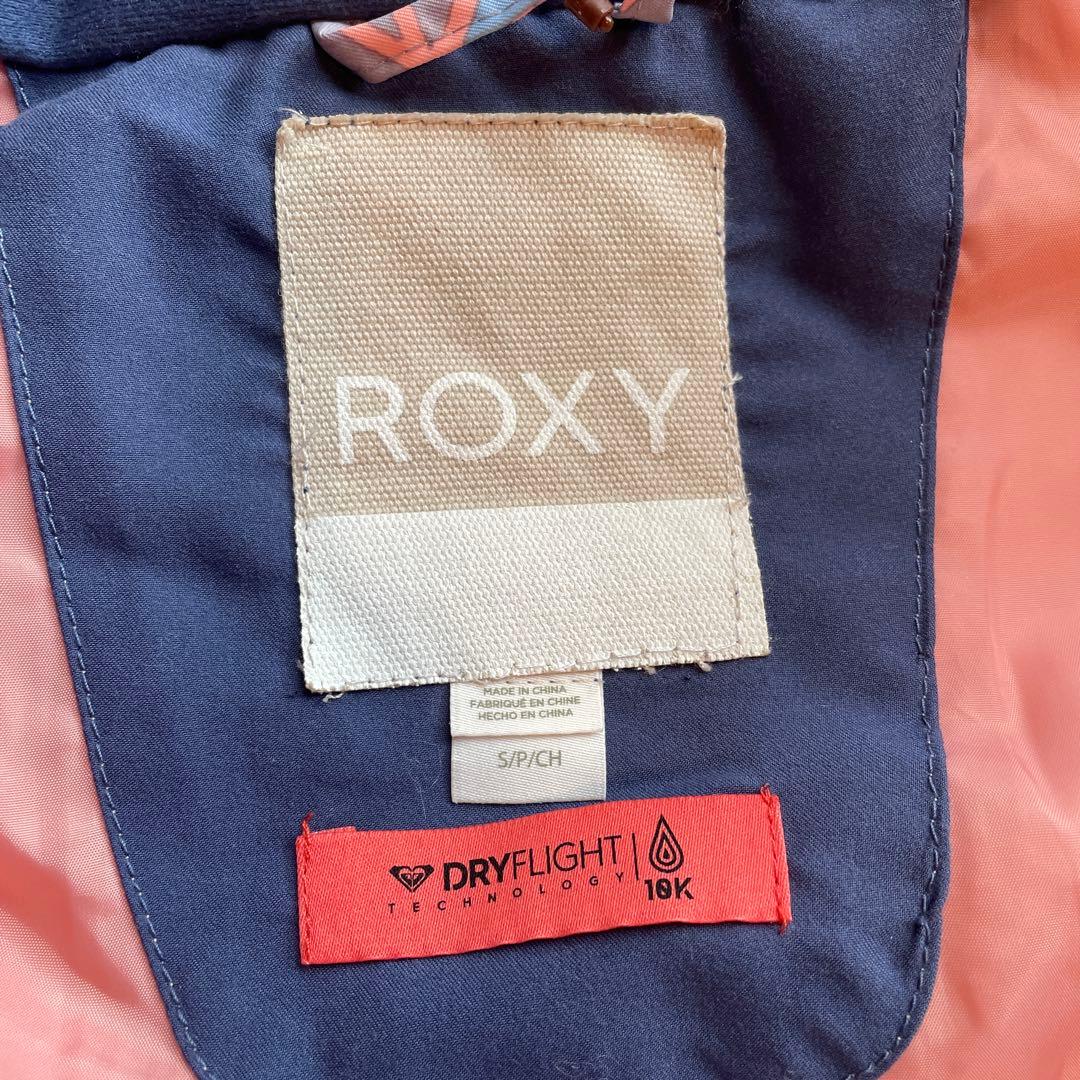 ROXY
MADE IN CHINA
FABRIQUÉ EN CHINE
HECHO EN CHINA
S/P/CH
DRYFLIGHT
TECHNOLOGY
10K